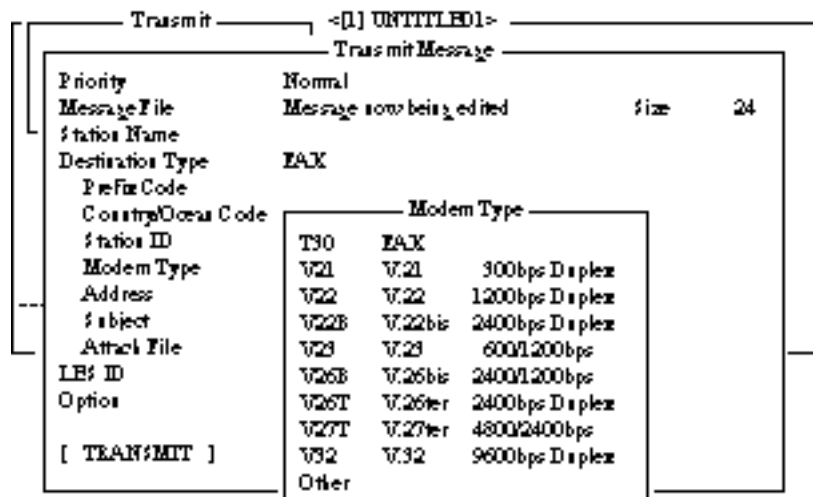 Transmit <[1] UNTITLED1>
Transmit Message
Priority Normal
Message File Message now being edited Size 24
Station Name
Destination Type FAX
Prefix Code
Country/Ocean Code
Station ID
Modem Type
Address
Subject
Attach File
LES ID
Option
[ TRANSMIT ]
Modem Type
T30 FAX
V21 V.21 300bps Duplex
V22 V.22 1200bps Duplex
V22B V.22bis 2400bps Duplex
V23 V.23 600/1200bps
V26B V.26bis 2400/1200bps
V26T V.26ter 2400bps Duplex
V27T V.27ter 4800/2400bps
V32 V.32 9600bps Duplex
Other